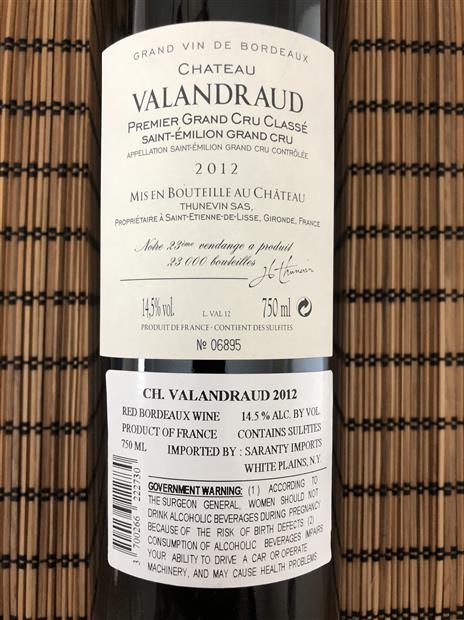 GRAND VIN DE BORDEAUX
CHATEAU
VALANDRAUD
PREMIER GRAND CRU CLASSÉ
SAINT-ÉMILION GRAND CRU
APPELLATION SAINT-ÉMILION GRAND CRU CONTRÔLÉE
2012
MIS EN BOUTEILLE AU CHÂTEAU
THUNEVIN SAS,
PROPRIÉTAIRE À SAINT-ETIENNE-DE-LISSE, GIRONDE, FRANCE
Notre 23ème vendange a produit
23 000 bouteilles
14,5% vol. L. VAL 12 750 ml
PRODUIT DE FRANCE - CONTIENT DES SULFITES
No 06895
CH. VALANDRAUD 2012
RED BORDEAUX WINE 14.5 % ALC. BY VOL.
PRODUCT OF FRANCE CONTAINS SULFITES
750 ML IMPORTED BY : SARANTY IMPORTS
WHITE PLAINS, N.Y.
GOVERNMENT WARNING: (1) ACCORDING TO
THE SURGEON GENERAL, WOMEN SHOULD NOT
DRINK ALCOHOLIC BEVERAGES DURING PREGNANCY
BECAUSE OF THE RISK OF BIRTH DEFECTS. (2)
CONSUMPTION OF ALCOHOLIC BEVERAGES IMPAIRS
YOUR ABILITY TO DRIVE A CAR OR OPERATE
MACHINERY, AND MAY CAUSE HEALTH PROBLEMS
3 700266 222730